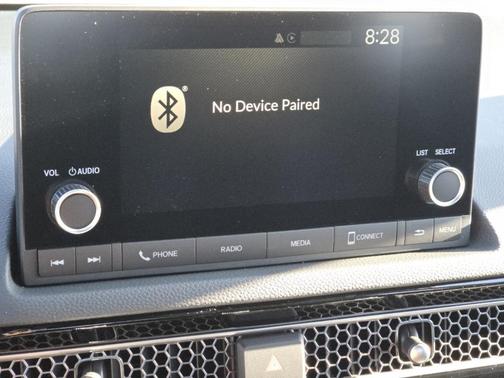 8:28
No Device Paired
VOL AUDIO
LIST SELECT
PHONE
RADIO
MEDIA
CONNECT
MENU